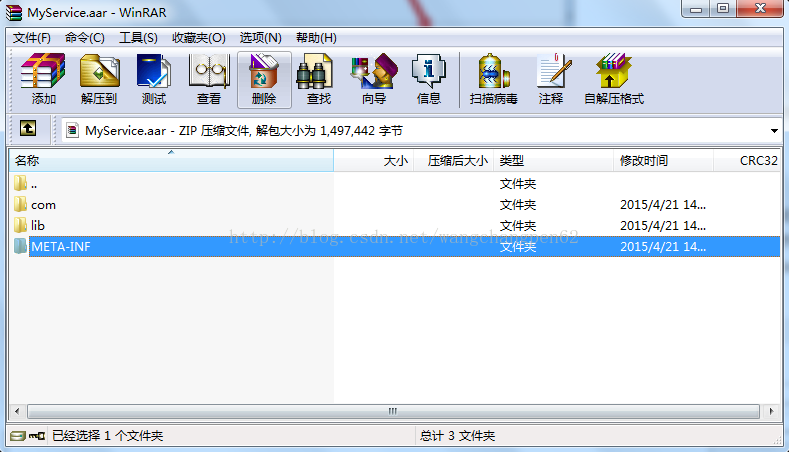 MyService.aar - WinRAR
文件(F) 命令(C) 工具(S) 收藏夹(O) 选项(N) 帮助(H)
添加 解压到 测试 查看 删除 查找 向导 信息 扫描病毒 注释 自解压格式
MyService.aar - ZIP 压缩文件, 解包大小为 1,497,442 字节
名称 大小 压缩后大小 类型 修改时间 CRC32
.. 文件夹
com 文件夹 2015/4/21 14...
lib 文件夹 2015/4/21 14...
http://blog.csdn.net/wangchangpen62
META-INF 文件夹 2015/4/21 14...
已经选择 1 个文件夹 总计 3 文件夹